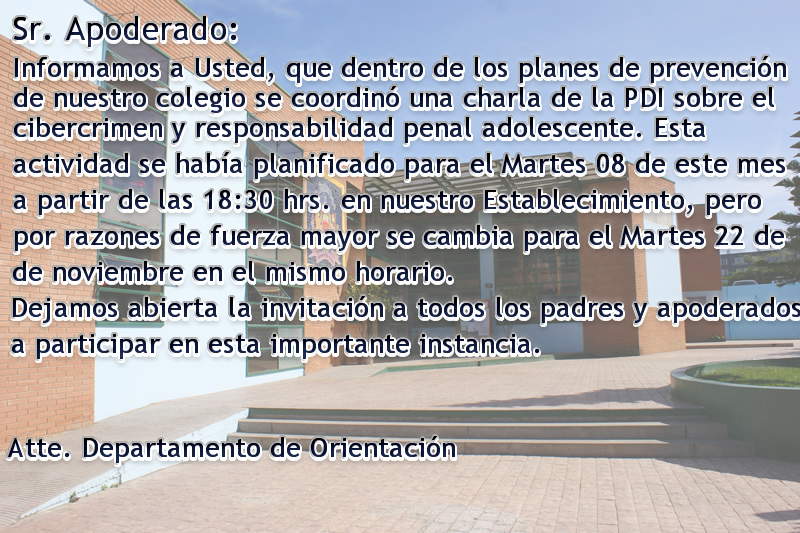 Sr. Apoderado:
Informamos a Usted, que dentro de los planes de prevención
de nuestro colegio se coordinó una charla de la PDI sobre el
cibercrimen y responsabilidad penal adolescente. Esta
actividad se había planificado para el Martes 08 de este mes
a partir de las 18:30 hrs. en nuestro Establecimiento, pero
por razones de fuerza mayor se cambia para el Martes 22 de
de noviembre en el mismo horario.
Dejamos abierta la invitación a todos los padres y apoderados
a participar en esta importante instancia.
Atte. Departamento de Orientación